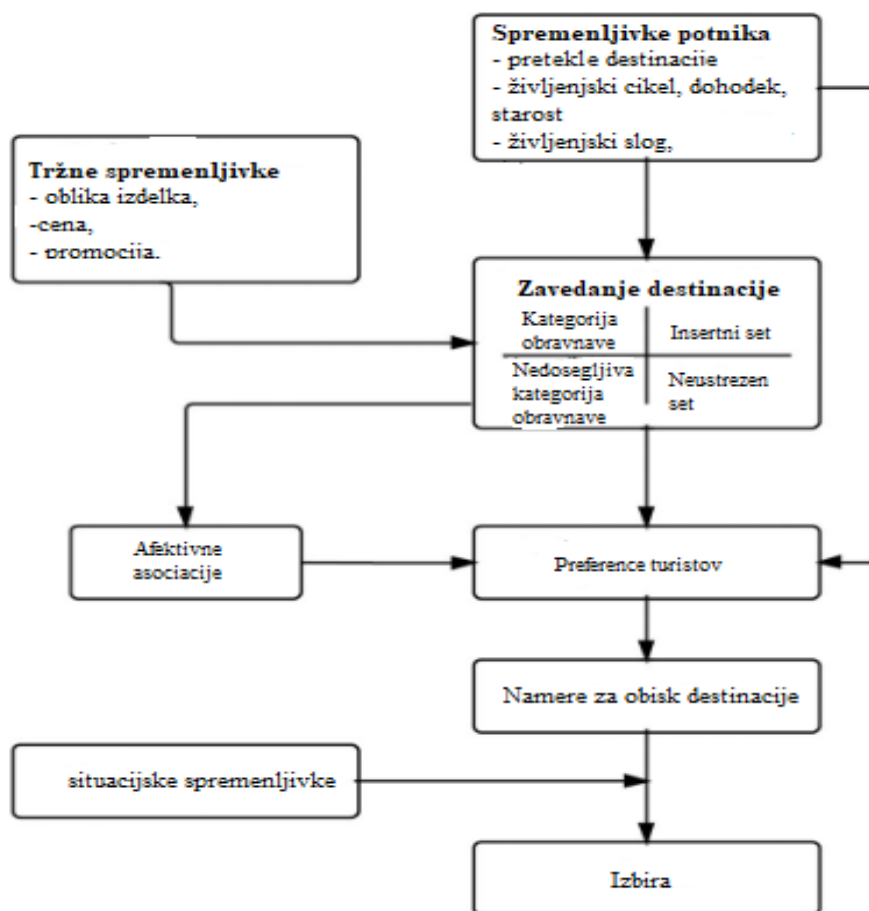 Spremenljivke potnika
- pretekle destinacije
- življenjski cikel, dohodek,
starost
- življenjski slog,
Tržne spremenljivke
- oblika izdelka,
-cena,
- promocija.
Zavedanje destinacije
Kategorija
obravnave
Insertni set
Nedosegljiva
kategorija
obravnave
Neustrezen
set
Afektivne
asociacije
Preference turistov
Namere za obisk destinacije
situacijske spremenljivke
Izbira